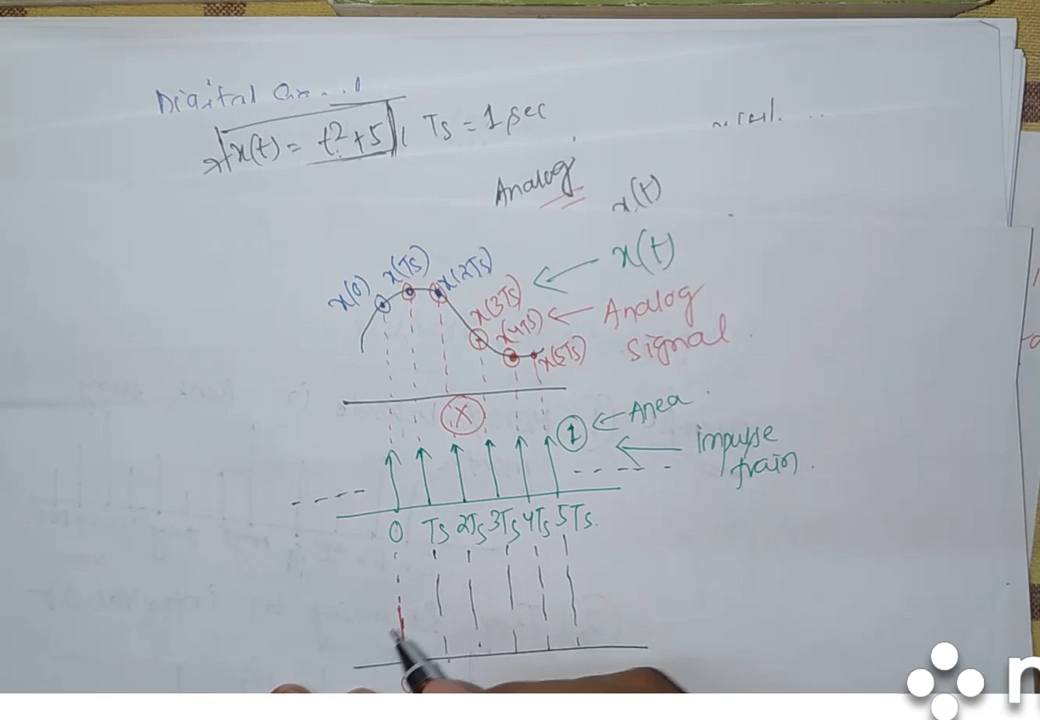 Digital
x(t) = t²+5, Ts = 1 sec
Analog
x(t)
x(t)
x(0) x(Ts) x(2Ts)
x(3Ts)
x(4Ts) x(5Ts)
Analog
signal
X
1 ← Area
impulse
train
0 Ts 2Ts 3Ts 4Ts 5Ts